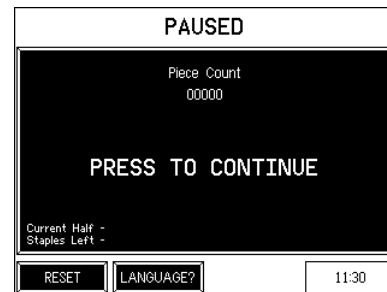 PAUSED
Piece Count
00000
PRESS TO CONTINUE
Current Half -
Staples Left -
RESET
LANGUAGE?
11:30